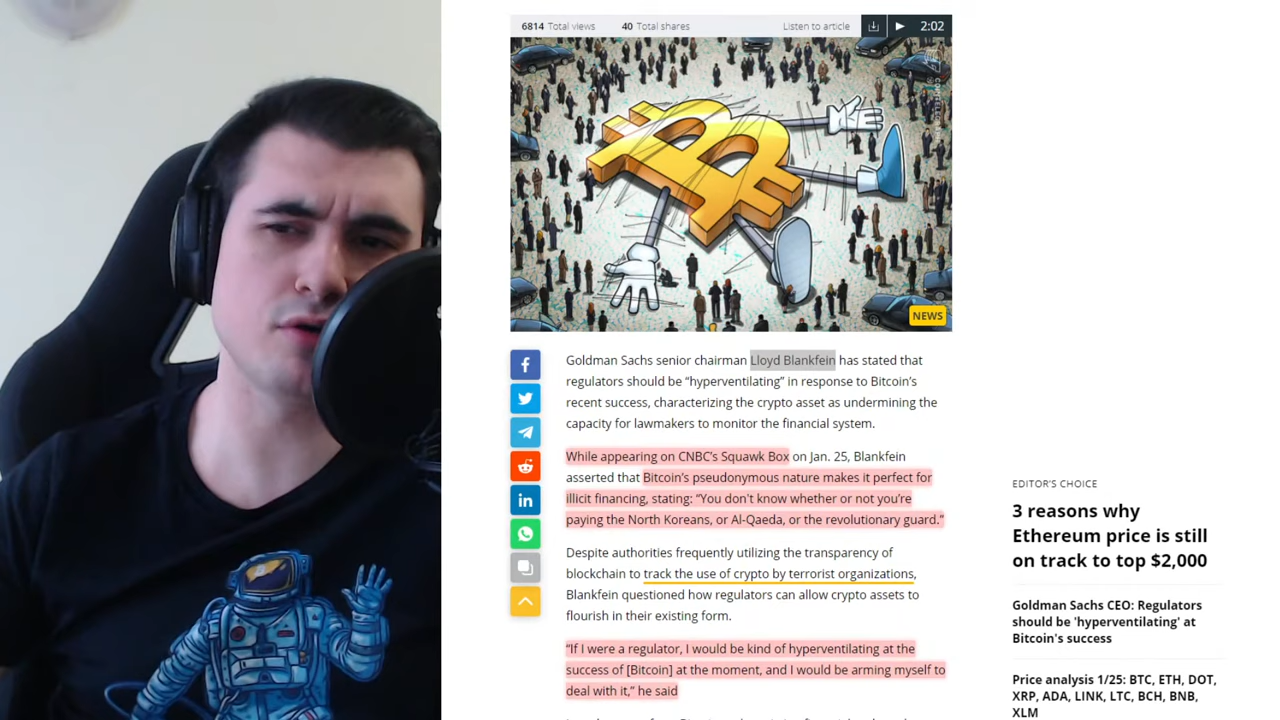 6814 Total views
40 Total shares
Listen to article
2:02
NEWS
Goldman Sachs senior chairman Lloyd Blankfein has stated that
regulators should be “hyperventilating” in response to Bitcoin’s
recent success, characterizing the crypto asset as undermining the
capacity for lawmakers to monitor the financial system.
While appearing on CNBC’s Squawk Box on Jan. 25, Blankfein
asserted that Bitcoin’s pseudonymous nature makes it perfect for
illicit financing, stating: “You don't know whether or not you’re
paying the North Koreans, or Al-Qaeda, or the revolutionary guard.”
Despite authorities frequently utilizing the transparency of
blockchain to track the use of crypto by terrorist organizations,
Blankfein questioned how regulators can allow crypto assets to
flourish in their existing form.
“If I were a regulator, I would be kind of hyperventilating at the
success of [Bitcoin] at the moment, and I would be arming myself to
deal with it,” he said
EDITOR’S CHOICE
3 reasons why
Ethereum price is still
on track to top $2,000
Goldman Sachs CEO: Regulators
should be 'hyperventilating' at
Bitcoin's success
Price analysis 1/25: BTC, ETH, DOT,
XRP, ADA, LINK, LTC, BCH, BNB,
XLM